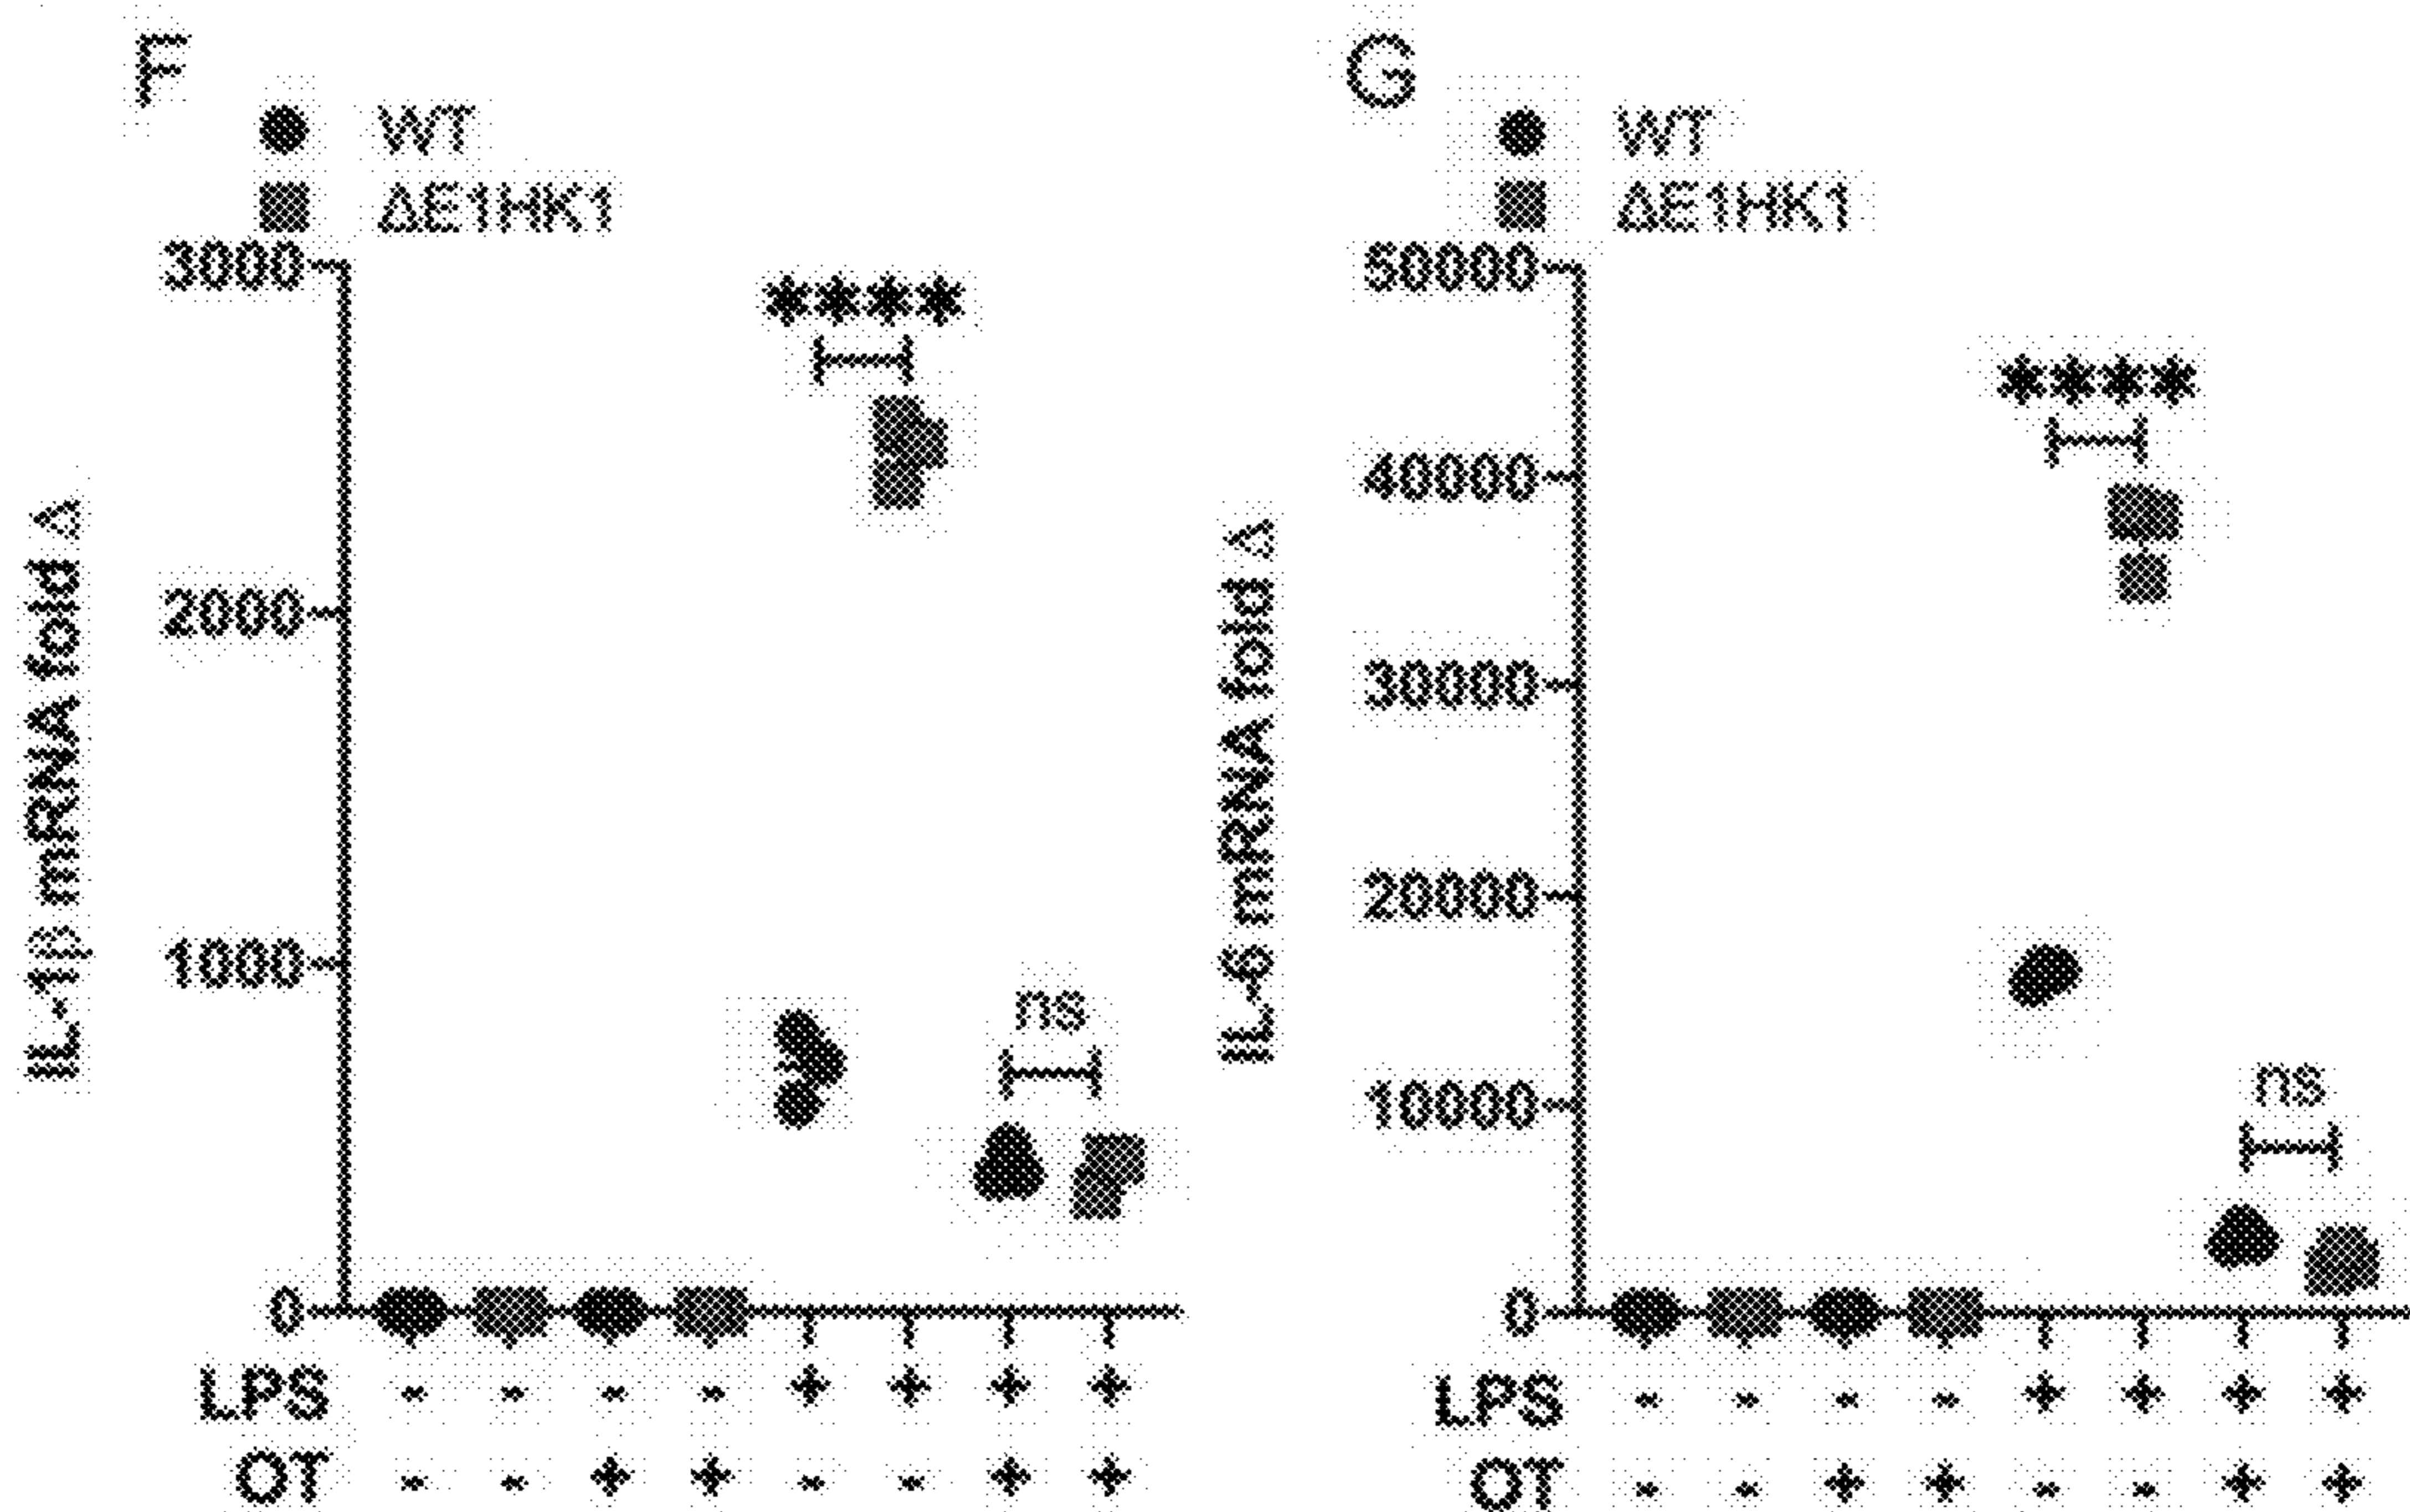 F
WT
ΔE1HK1
3000
2000
1000
0
IL-1β mRNA fold Δ
****
ns
LPS - - - - + + + +
OT - - + + - - + +
G
WT
ΔE1HK1
50000
40000
30000
20000
10000
0
IL-6 mRNA fold Δ
****
ns
LPS - - - - + + + +
OT - - + + - - + +